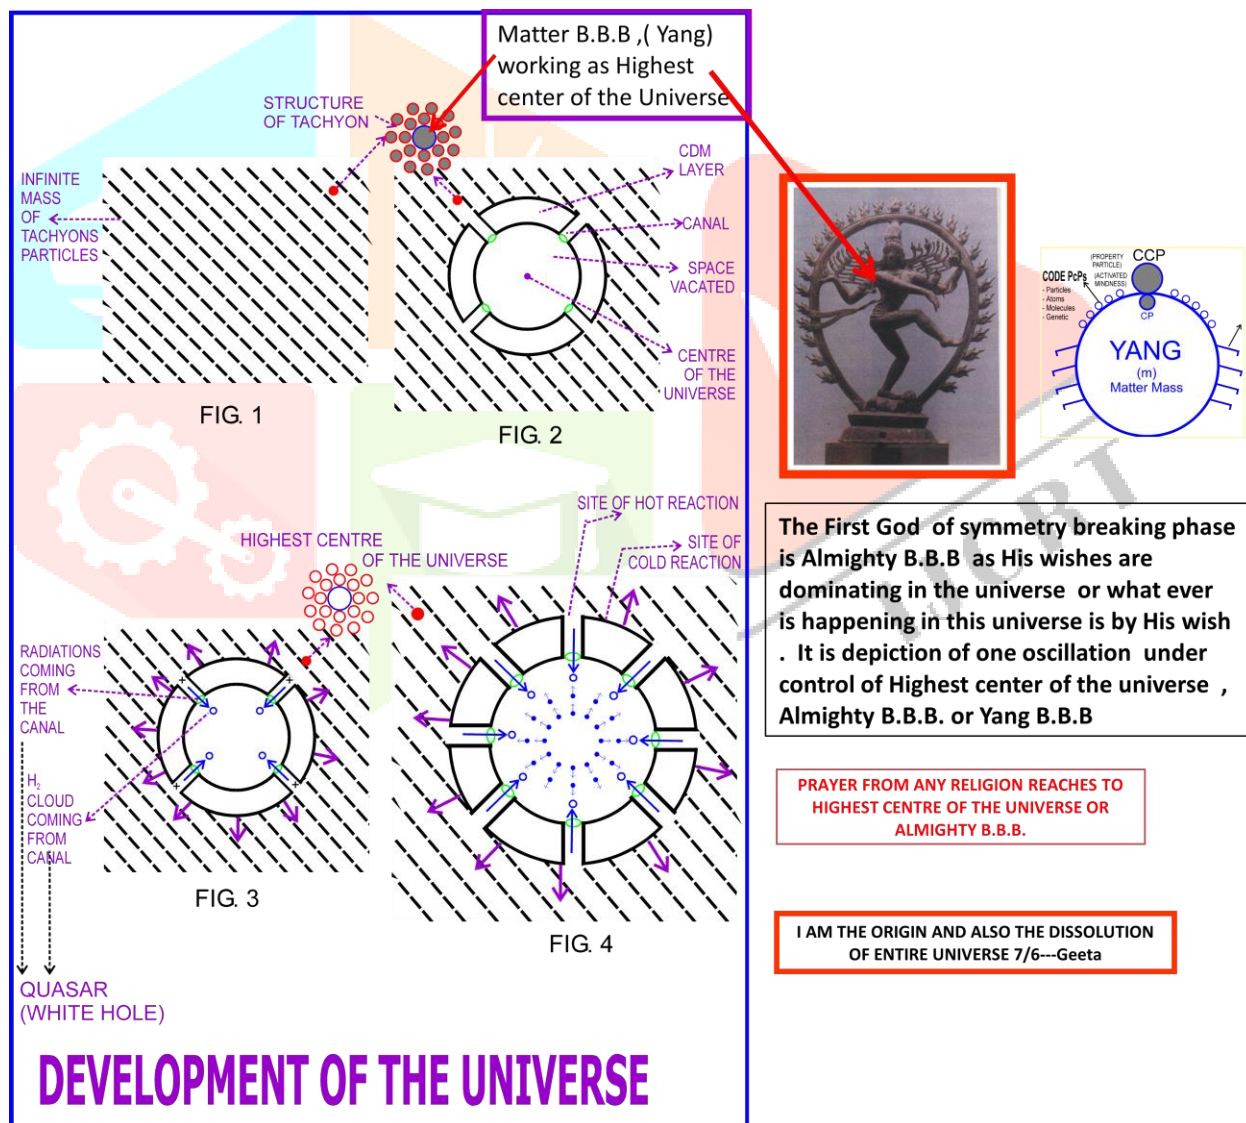 Matter B.B.B ,( Yang)
working as Highest
center of the Universe
STRUCTURE
OF TACHYON
INFINITE
MASS
OF
TACHYONS
PARTICLES
CDM
LAYER
CANAL
SPACE
VACATED
CENTRE
OF THE
UNIVERSE
FIG. 1
FIG. 2
(PROPERTY
PARTICLE)
CCP
CODE PcPs
(ACTIVATED
MINDNESS)
- Particles
- Atoms
- Molecules
- Genetic
CP
YANG
(m)
Matter Mass
HIGHEST CENTRE
OF THE UNIVERSE
SITE OF HOT REACTION
SITE OF
COLD REACTION
RADIATIONS
COMING
FROM
THE
CANAL
H2
CLOUD
COMING
FROM
CANAL
+
+
+
+
FIG. 3
FIG. 4
QUASAR
(WHITE HOLE)
DEVELOPMENT OF THE UNIVERSE
The First God of symmetry breaking phase
is Almighty B.B.B as His wishes are
dominating in the universe or what ever
is happening in this universe is by His wish
. It is depiction of one oscillation under
control of Highest center of the universe ,
Almighty B.B.B. or Yang B.B.B
IJCRT
PRAYER FROM ANY RELIGION REACHES TO
HIGHEST CENTRE OF THE UNIVERSE OR
ALMIGHTY B.B.B.
I AM THE ORIGIN AND ALSO THE DISSOLUTION
OF ENTIRE UNIVERSE 7/6---Geeta